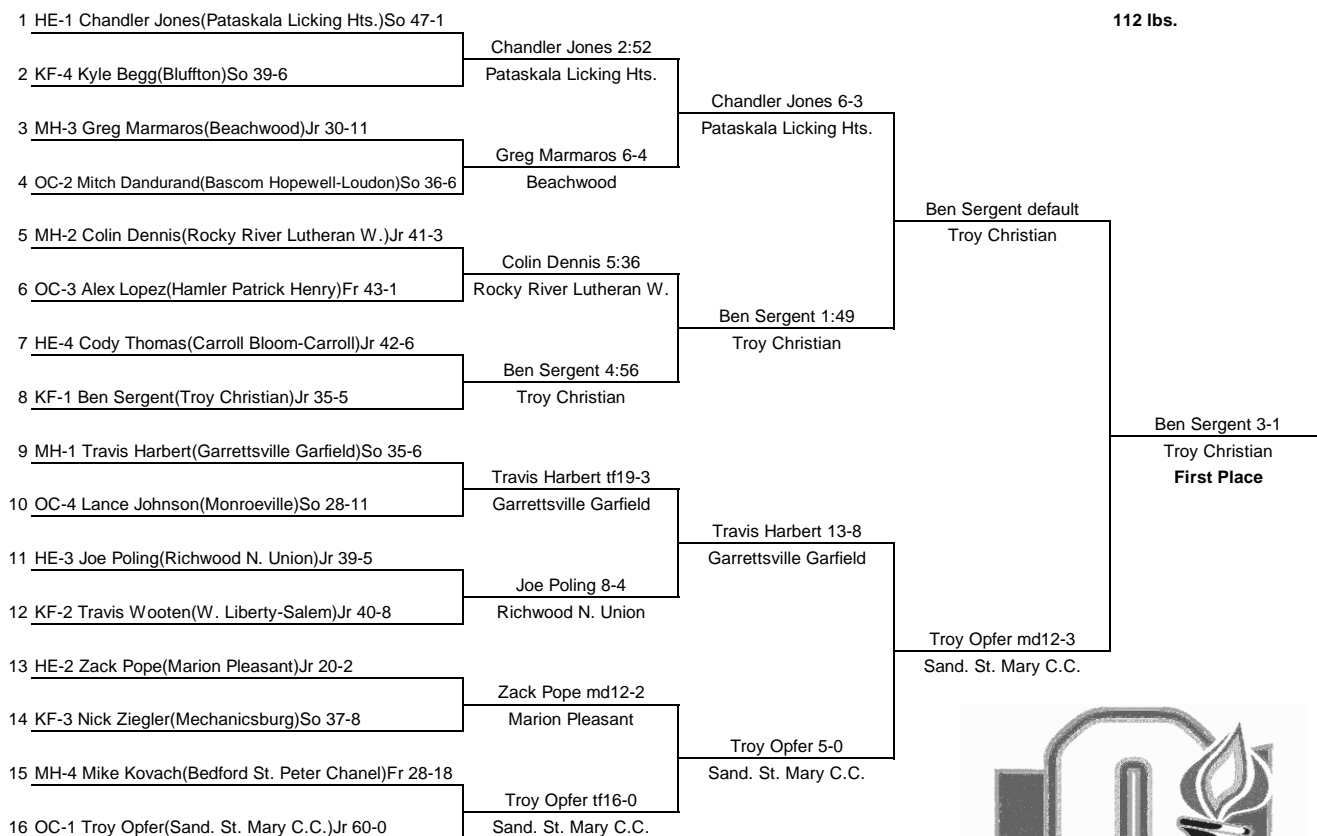 1 HE-1 Chandler Jones(Pataskala Licking Hts.)So 47-1
112 lbs.
Chandler Jones 2:52
2 KF-4 Kyle Begg(Bluffton)So 39-6
Pataskala Licking Hts.
Chandler Jones 6-3
3 MH-3 Greg Marmaros(Beachwood)Jr 30-11
Pataskala Licking Hts.
Greg Marmaros 6-4
4 OC-2 Mitch Dandurand(Bascom Hopewell-Loudon)So 36-6
Beachwood
Ben Sergent default
5 MH-2 Colin Dennis(Rocky River Lutheran W.)Jr 41-3
Troy Christian
Colin Dennis 5:36
6 OC-3 Alex Lopez(Hamler Patrick Henry)Fr 43-1
Rocky River Lutheran W.
Ben Sergent 1:49
7 HE-4 Cody Thomas(Carroll Bloom-Carroll)Jr 42-6
Troy Christian
Ben Sergent 4:56
8 KF-1 Ben Sergent(Troy Christian)Jr 35-5
Troy Christian
Ben Sergent 3-1
9 MH-1 Travis Harbert(Garrettsville Garfield)So 35-6
Troy Christian
Travis Harbert tf19-3
First Place
10 OC-4 Lance Johnson(Monroeville)So 28-11
Garrettsville Garfield
Travis Harbert 13-8
11 HE-3 Joe Poling(Richwood N. Union)Jr 39-5
Garrettsville Garfield
Joe Poling 8-4
12 KF-2 Travis Wooten(W. Liberty-Salem)Jr 40-8
Richwood N. Union
Troy Opfer md12-3
13 HE-2 Zack Pope(Marion Pleasant)Jr 20-2
Sand. St. Mary C.C.
Zack Pope md12-2
14 KF-3 Nick Ziegler(Mechanicsburg)So 37-8
Marion Pleasant
Troy Opfer 5-0
15 MH-4 Mike Kovach(Bedford St. Peter Chanel)Fr 28-18
Sand. St. Mary C.C.
Troy Opfer tf16-0
16 OC-1 Troy Opfer(Sand. St. Mary C.C.)Jr 60-0
Sand. St. Mary C.C.